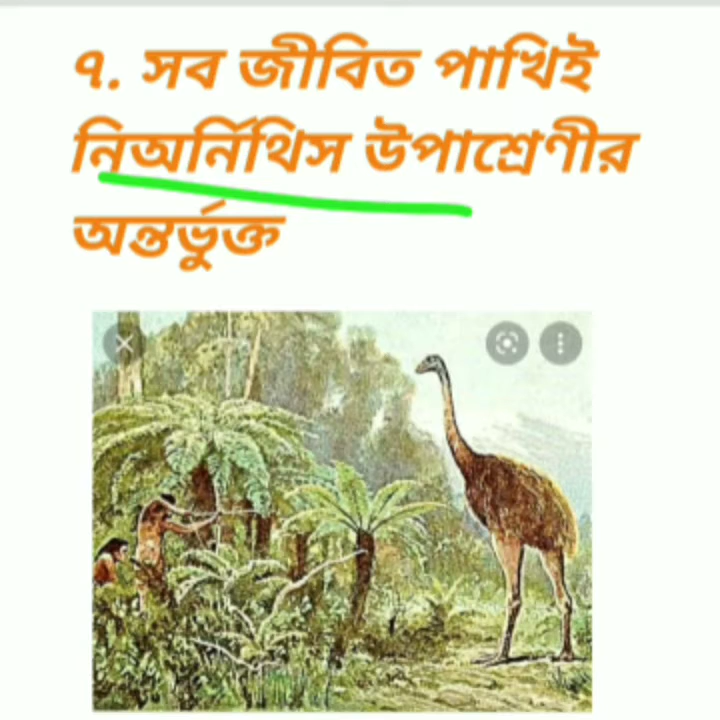 ৭. সব জীবিত পাখিই
নিঅর্নিথিস উপাশ্রেণীর
অন্তর্ভুক্ত